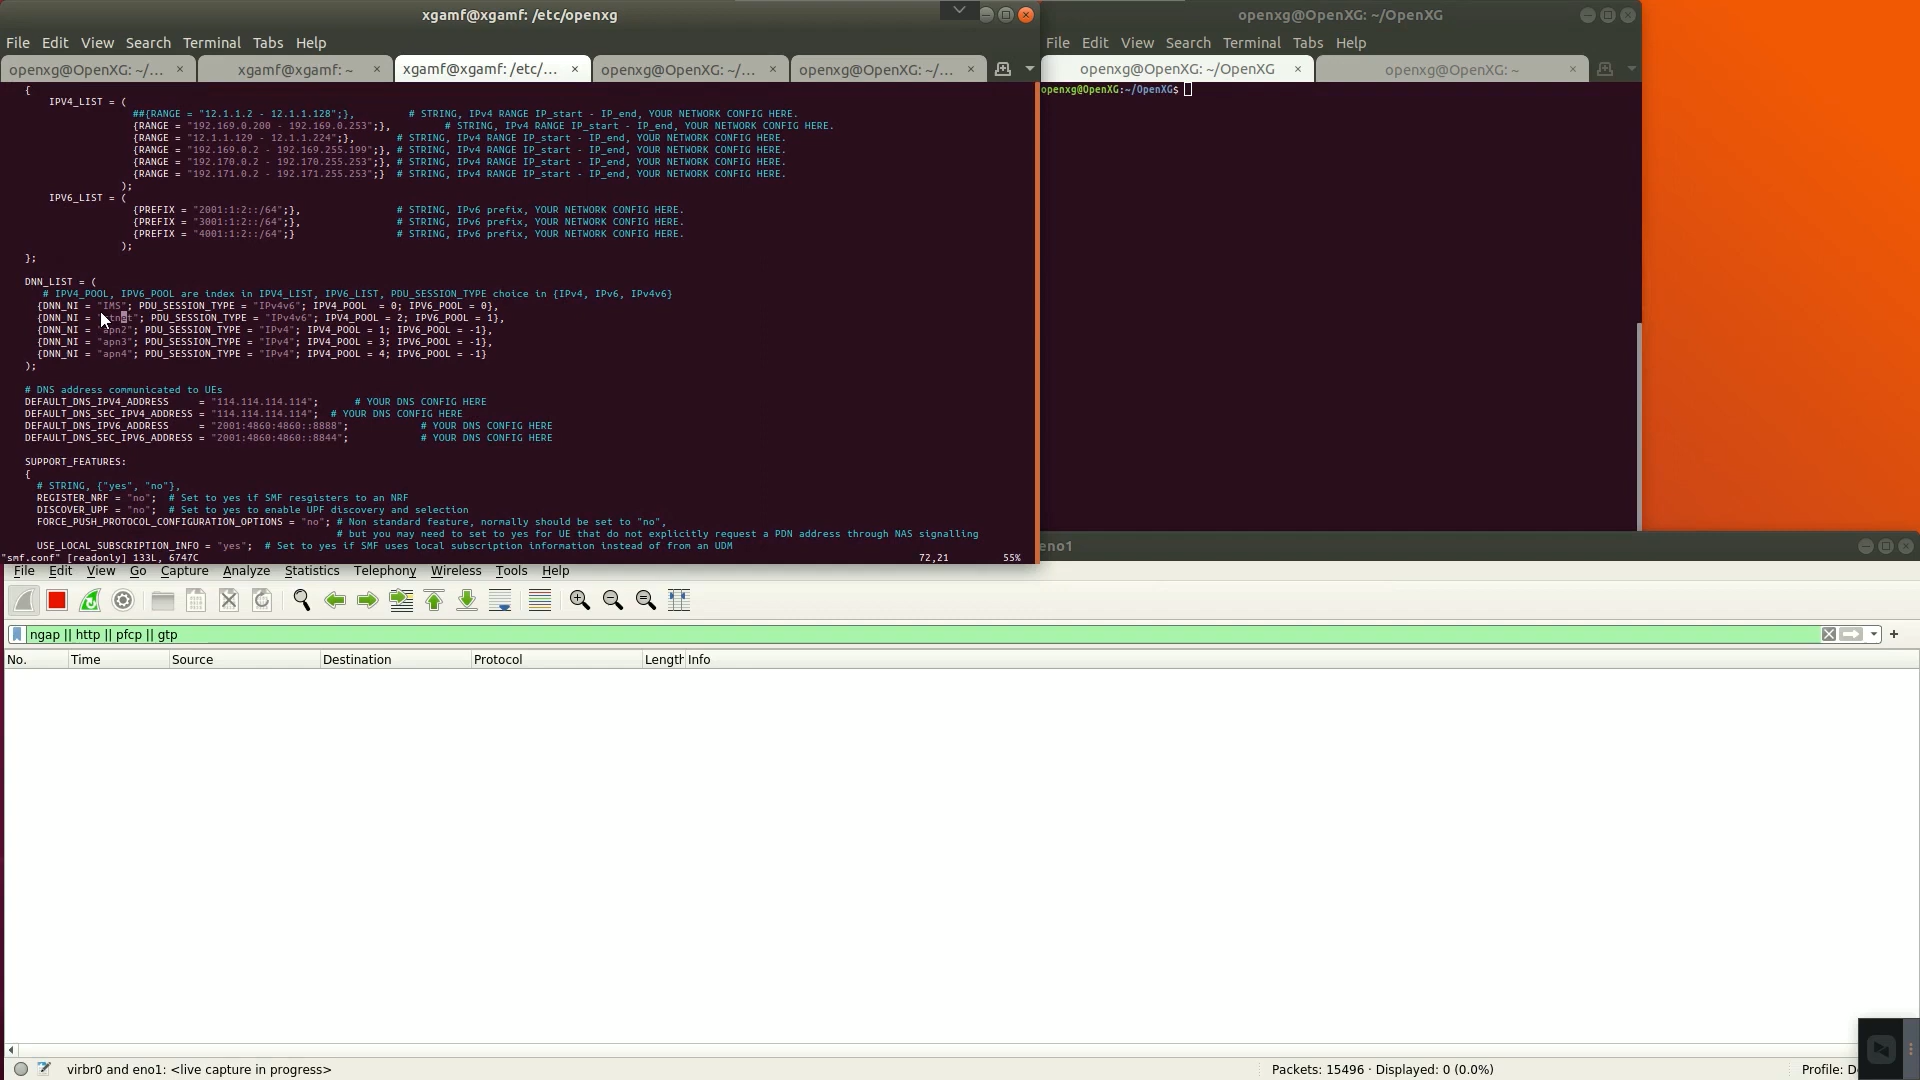 xgamf@xgamf: /etc/openxg
File Edit View Search Terminal Tabs Help
openxg@OpenXG: ~/... × xgamf@xgamf: ~ × xgamf@xgamf: /etc/... × openxg@OpenXG: ~/... × openxg@OpenXG: ~/... ×
{
IPV4_LIST = (
##{RANGE = "12.1.1.2 - 12.1.1.128";}, # STRING, IPv4 RANGE IP_start - IP_end, YOUR NETWORK CONFIG HERE.
{RANGE = "192.169.0.200 - 192.169.0.253";}, # STRING, IPv4 RANGE IP_start - IP_end, YOUR NETWORK CONFIG HERE.
{RANGE = "12.1.1.129 - 12.1.1.224";}, # STRING, IPv4 RANGE IP_start - IP_end, YOUR NETWORK CONFIG HERE.
{RANGE = "192.169.0.2 - 192.169.255.199";}, # STRING, IPv4 RANGE IP_start - IP_end, YOUR NETWORK CONFIG HERE.
{RANGE = "192.170.0.2 - 192.170.255.253";}, # STRING, IPv4 RANGE IP_start - IP_end, YOUR NETWORK CONFIG HERE.
{RANGE = "192.171.0.2 - 192.171.255.253";} # STRING, IPv4 RANGE IP_start - IP_end, YOUR NETWORK CONFIG HERE.
);
IPV6_LIST = (
{PREFIX = "2001:1:2::/64";}, # STRING, IPv6 prefix, YOUR NETWORK CONFIG HERE.
{PREFIX = "3001:1:2::/64";}, # STRING, IPv6 prefix, YOUR NETWORK CONFIG HERE.
{PREFIX = "4001:1:2::/64";} # STRING, IPv6 prefix, YOUR NETWORK CONFIG HERE.
);
};
DNN_LIST = (
# IPV4_POOL, IPV6_POOL are index in IPV4_LIST, IPV6_LIST, PDU_SESSION_TYPE choice in {IPv4, IPv6, IPv4v6}
{DNN_NI = "IMS"; PDU_SESSION_TYPE = "IPv4v6"; IPV4_POOL = 0; IPV6_POOL = 0},
{DNN_NI = PDU_SESSION_TYPE = "IPv4v6"; IPV4_POOL = 2; IPV6_POOL = 1},
{DNN_NI = "apn2"; PDU_SESSION_TYPE = "IPv4"; IPV4_POOL = 1; IPV6_POOL = -1},
{DNN_NI = "apn3"; PDU_SESSION_TYPE = "IPv4"; IPV4_POOL = 3; IPV6_POOL = -1},
{DNN_NI = "apn4"; PDU_SESSION_TYPE = "IPv4"; IPV4_POOL = 4; IPV6_POOL = -1}
);
# DNS address communicated to UEs
DEFAULT_DNS_IPV4_ADDRESS = "114.114.114.114"; # YOUR DNS CONFIG HERE
DEFAULT_DNS_SEC_IPV4_ADDRESS = "114.114.114.114"; # YOUR DNS CONFIG HERE
DEFAULT_DNS_IPV6_ADDRESS = "2001:4860:4860::8888"; # YOUR DNS CONFIG HERE
DEFAULT_DNS_SEC_IPV6_ADDRESS = "2001:4860:4860::8844"; # YOUR DNS CONFIG HERE
SUPPORT_FEATURES:
{
# STRING, {"yes", "no"},
REGISTER_NRF = "no"; # Set to yes if SMF resgisters to an NRF
DISCOVER_UPF = "no"; # Set to yes to enable UPF discovery and selection
FORCE_PUSH_PROTOCOL_CONFIGURATION_OPTIONS = "no"; # Non standard feature, normally should be set to "no",
# but you may need to set to yes for UE that do not explicitly request a PDN address through NAS signalling
USE_LOCAL_SUBSCRIPTION_INFO = "yes"; # Set to yes if SMF uses local subscription information instead of from an UDM
"smf.conf" [readonly] 133L, 6747C 72,21 55%
openxg@OpenXG: ~/OpenXG
File Edit View Search Terminal Tabs Help
openxg@OpenXG: ~/OpenXG × openxg@OpenXG: ~ ×
openxg@OpenXG:~/OpenXG$
eno1
File Edit View Go Capture Analyze Statistics Telephony Wireless Tools Help
ngap || http || pfcp || gtp
No. Time Source Destination Protocol Length Info
virbr0 and eno1: <live capture in progress> Packets: 15496 · Displayed: 0 (0.0%) Profile: